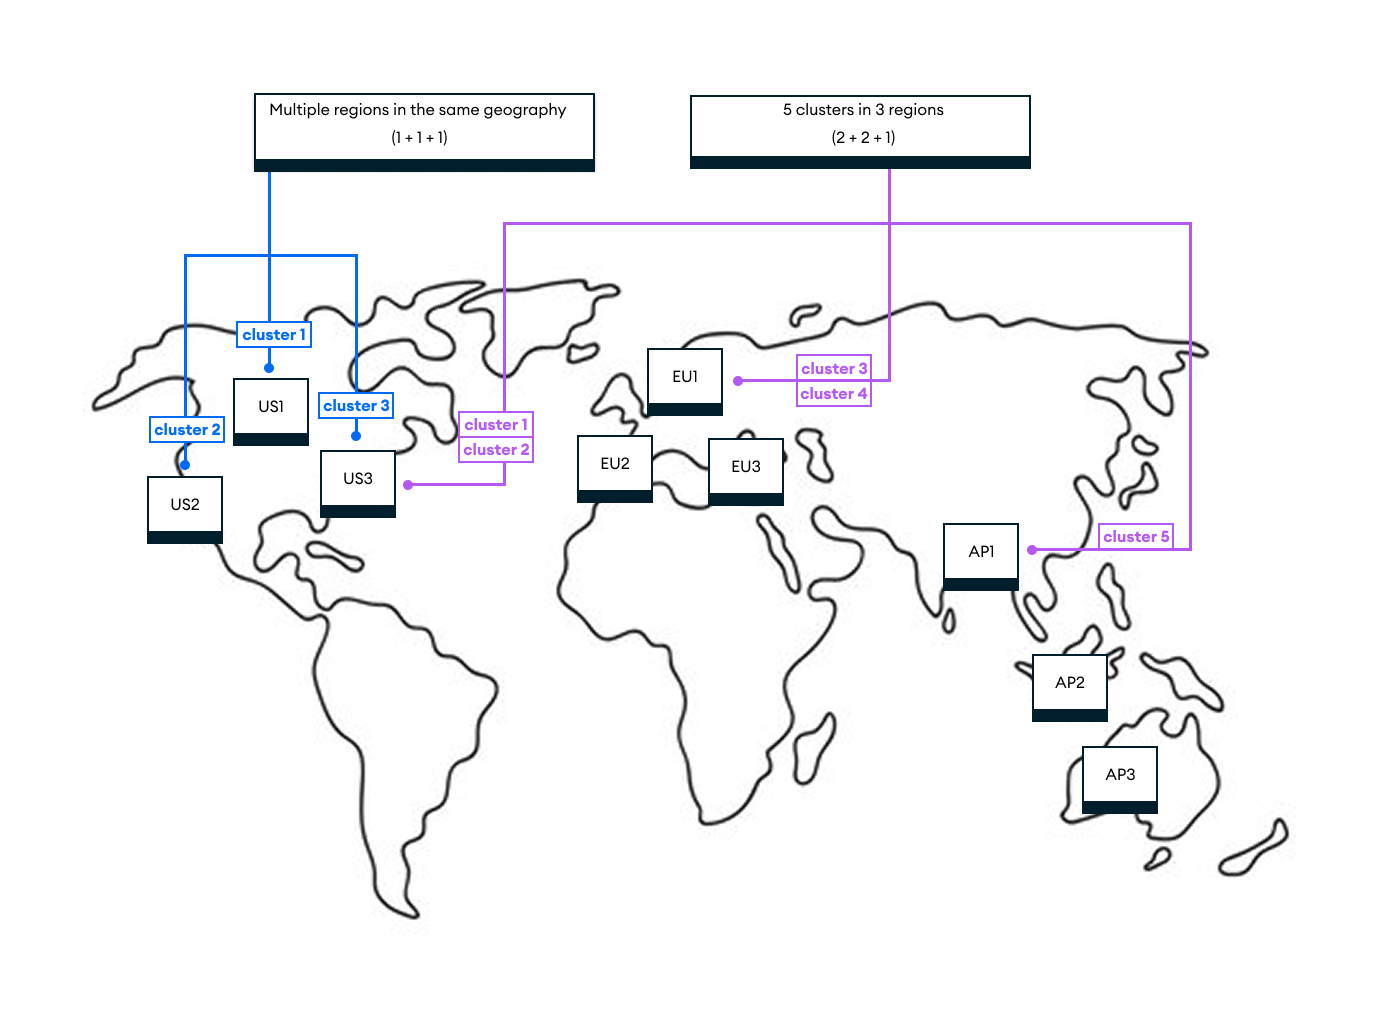 Multiple regions in the same geography
(1 + 1 + 1)
5 clusters in 3 regions
(2 + 2 + 1)
cluster 1
cluster 2
cluster 3
US1
US2
US3
cluster 1
cluster 2
EU1
cluster 3
cluster 4
EU2
EU3
AP1
cluster 5
AP2
AP3